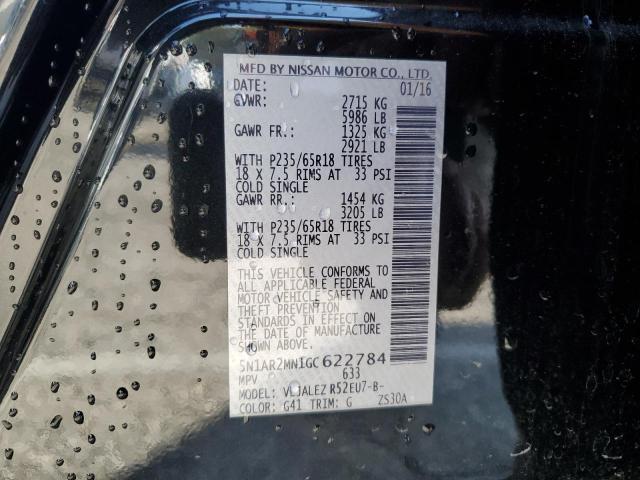 MFD BY NISSAN MOTOR CO., LTD.
DATE: 01/16
GVWR: 2715 KG
5986 LB
GAWR FR.: 1325 KG
2921 LB
WITH P235/65R18 TIRES
18 X 7.5 RIMS AT 33 PSI
COLD SINGLE
GAWR RR.: 1454 KG
3205 LB
WITH P235/65R18 TIRES
18 X 7.5 RIMS AT 33 PSI
COLD SINGLE
THIS VEHICLE CONFORMS TO
ALL APPLICABLE FEDERAL
MOTOR VEHICLE SAFETY AND
THEFT PREVENTION
STANDARDS IN EFFECT ON
THE DATE OF MANUFACTURE
SHOWN ABOVE.
5N1AR2MN1GC622784
MPV 633
MODEL: VLJALEZ R52EU7-B-
COLOR: G41 TRIM: G ZS30A